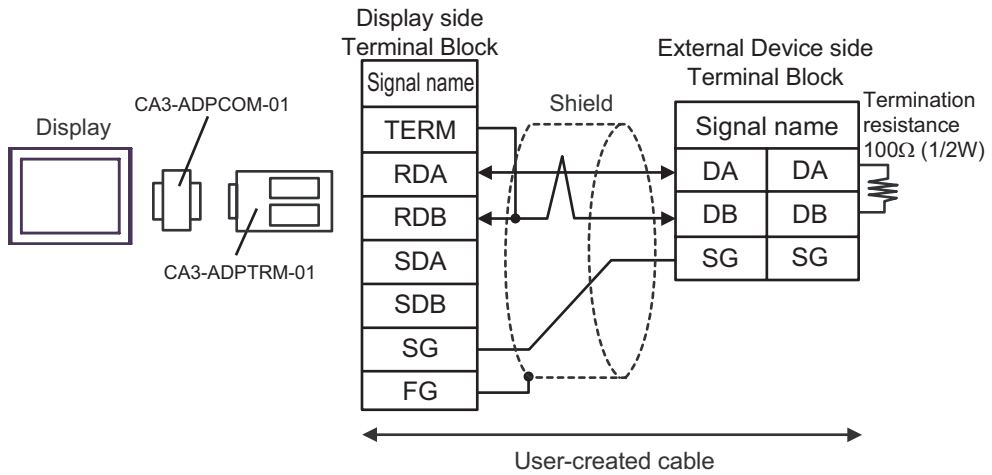 Display side
Terminal Block
External Device side
Terminal Block
Signal name
CA3-ADPCOM-01
Shield
Termination
resistance
100Ω (1/2W)
Display
TERM
Signal name
RDA
DA
DA
RDB
DB
DB
SDA
SG
SG
CA3-ADPTRM-01
SDB
SG
FG
User-created cable